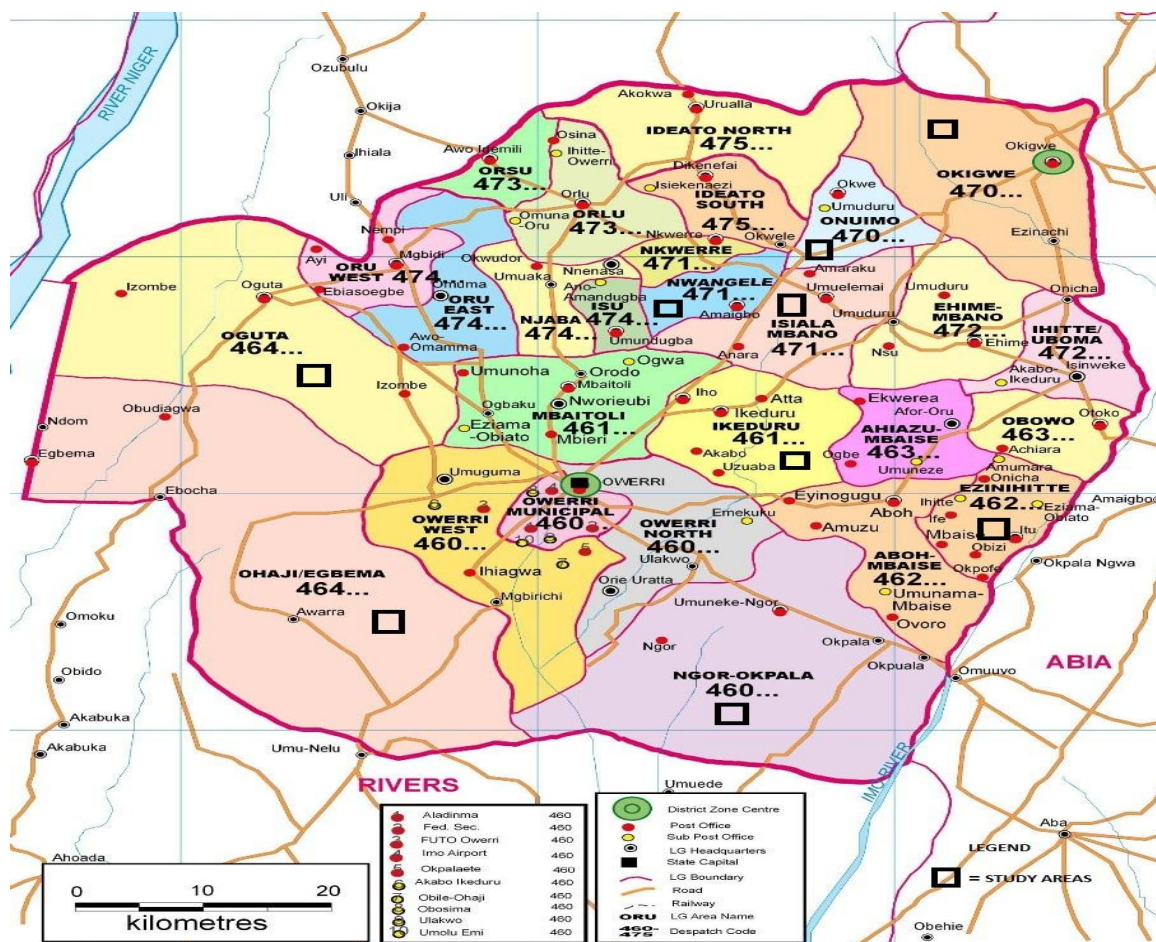 RIVER NIGER
Ozubulu
Okija
Ihiala
Uli
Akokwa
Urualla
IDEATO NORTH
475...
Osina
Ihitte-
Owerri
ORSU
473...
Dikenefai
Isiekenaezi
IDEATO
SOUTH
475...
Okigwe
OKIGWE
470...
Okwe
Umuduru
ONUIMO
470...
Ezinachi
Orlu
ORLU
473...
Omuna
-Oru
Nkwerre
Okwele
NKWERRE
471...
Nempi
Mgbidi
Ayi
ORU
WEST
474
Ebiasoegbe
Okwudor
Umuaka
Nnenasa
Ano-
Amandugba
NWANGELE
471...
Amaigbo
Amaraku
Umuelemai
Umuduru
ISIALA
MBANO
471...
Umuduru
EHIME-
MBANO
472...
Ehime
Nsu
Onicha
IHITTE/
UBOMA
472...
Isinweke
Akabo-
Ikeduru
Izombe
Oguta
OGUTA
464...
ORU
EAST
474...
NJABA
474...
ISU
474...
Umundugba
Anara
Awo-
Omamma
Izombe
Umunoha
Ogwa
Orodo
Mbaitoli
Nworieubi
MBAITOLI
461...
Mbieri
Ogbaku
Eziama
-Obiato
Iho
Atta
Ikeduru
IKEDURU
461...
Akabo
Uzuaba
Ekwerea
Afor-Oru
AHIAZU-
MBAISE
463...
Ogbe
Umuneze
Otoko
OBOWO
463...
Achiara
Amumara
Onicha
EZINIHITTE
462...
Ihitte
Eziama-
Obiato
Ife
Mbaise
Itu
Obizi
Okpofe
Amaigbo
Okpala Ngwa
Obudiagwa
Ndom
Egbema
Ebocha
Umuguma
OWERRI
OWERRI
MUNICIPAL
460...
OWERRI
WEST
460...
OWERRI
NORTH
460...
Emekuku
Ulakwo
Orie Uratta
Eyinogugu
Aboh
Amuzu
ABOH-
MBAISE
462...
Umunama-
Mbaise
Ovoro
OHAJI/EGBEMA
464...
Awarra
Ihiagwa
Mgbirichi
Umuneke-Ngor
Ngor
Okpala
Okpuala
NGOR-OKPALA
460...
Omuuvo
ABIA
Omoku
Obido
Akabuka
Akabuka
Umu-Nelu
RIVERS
Umuede
IMO RIVER
Aba
Ahoada
Obehie
0 10 20
kilometres
1 Aladinma 460
2 Fed. Sec. 460
3 FUTO Owerri 460
4 Imo Airport 460
5 Okpalaete 460
6 Akabo Ikeduru 460
7 Obile-Ohaji 460
8 Obosima 460
9 Ulakwo 460
10 Umolu Emi 460
District Zone Centre
Post Office
Sub Post Office
LG Headquarters
State Capital
LG Boundary
Road
Railway
ORU LG Area Name
460-
475 Despatch Code
LEGEND
= STUDY AREAS